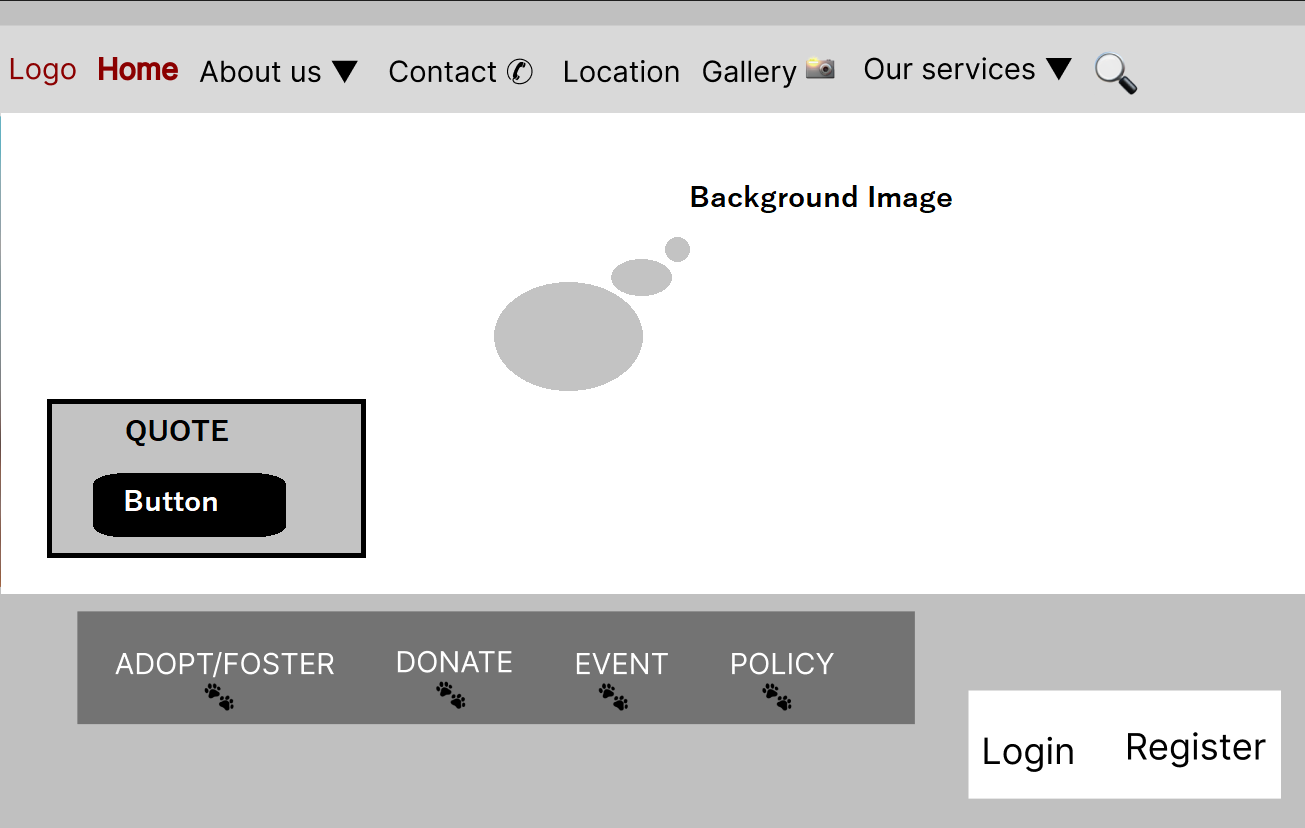 Logo Home About us ▼ Contact ✆ Location Gallery 📸 Our services ▼ 🔍
Background Image
QUOTE
Button
ADOPT/FOSTER DONATE EVENT POLICY
🐾 🐾 🐾 🐾
Login Register